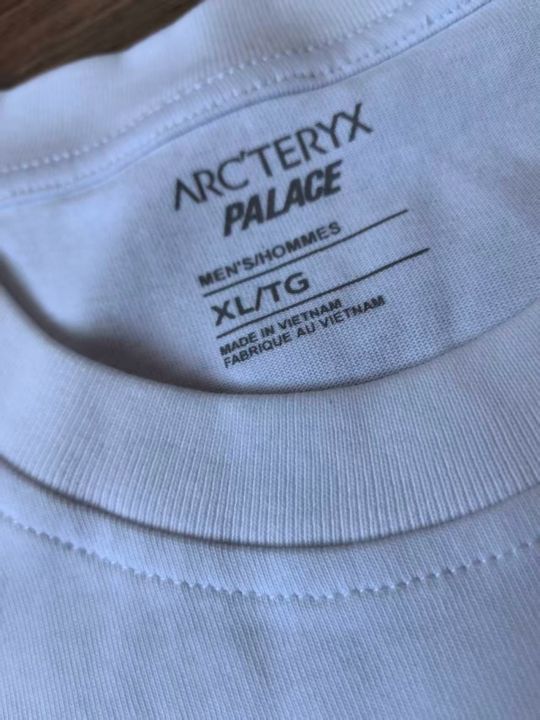 ARC'TERYX
PALACE
MEN'S/HOMMES
XL/TG
MADE IN VIETNAM
FABRIQUE AU VIETNAM